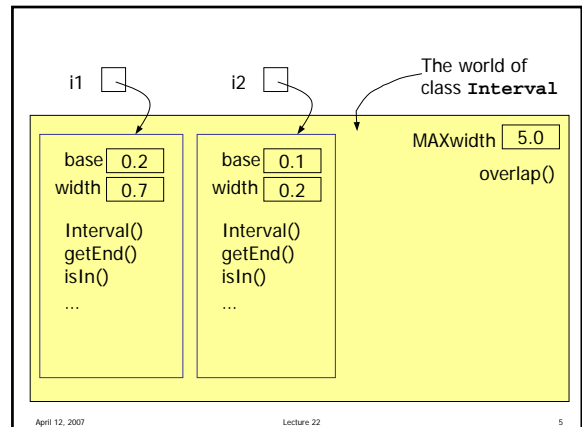 i1
i2
The world of
class Interval
MAXwidth 5.0
overlap()
base 0.2
width 0.7
Interval()
getEnd()
isIn()
...
base 0.1
width 0.2
Interval()
getEnd()
isIn()
...
April 12, 2007
Lecture 22
5